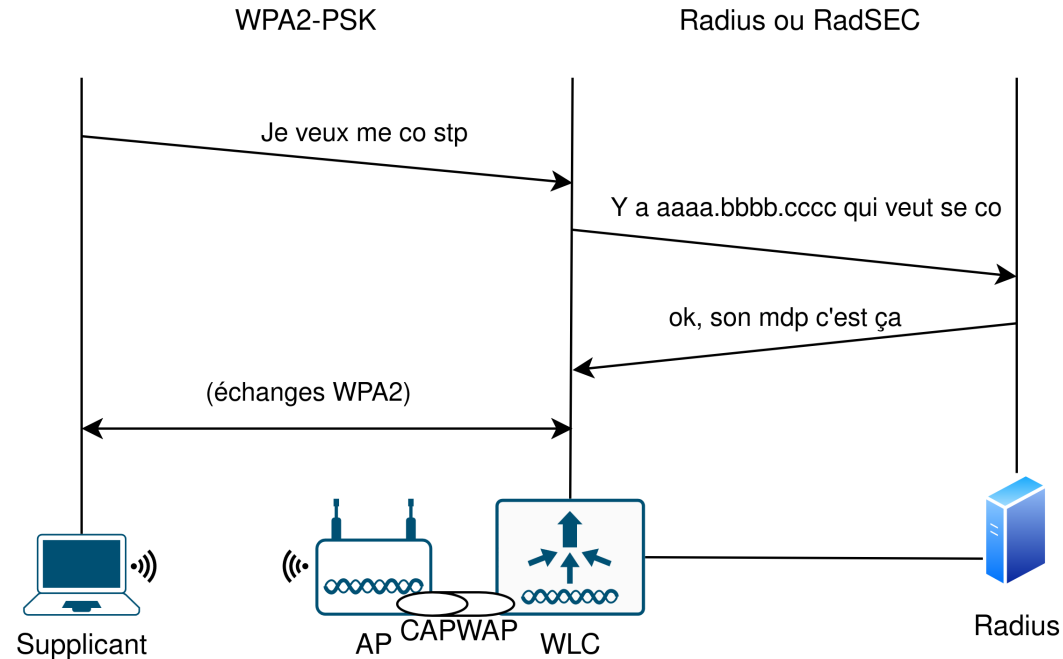 WPA2-PSK
Radius ou RadSEC
Je veux me co stp
Y a aaaa.bbbb.cccc qui veut se co
ok, son mdp c'est ça
(échanges WPA2)
Supplicant
AP
CAPWAP
WLC
Radius